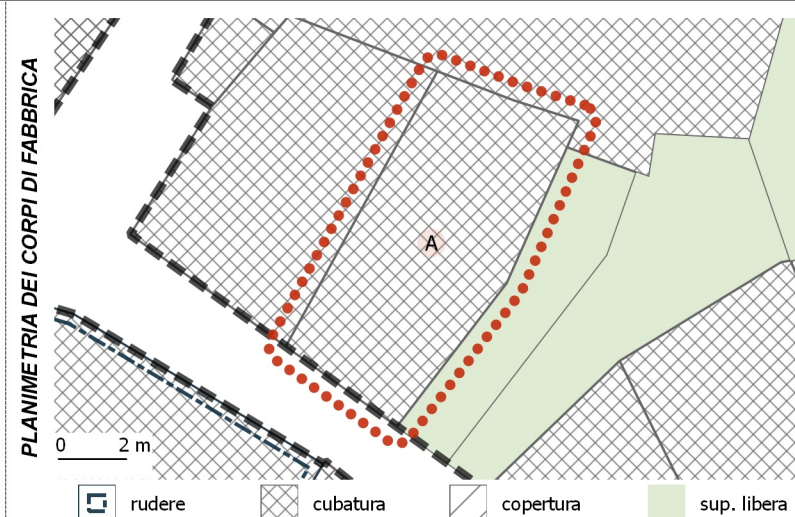 PLANIMETRIA DEI CORPI DI FABBRICA
A
0 2 m
rudere cubatura copertura sup. libera